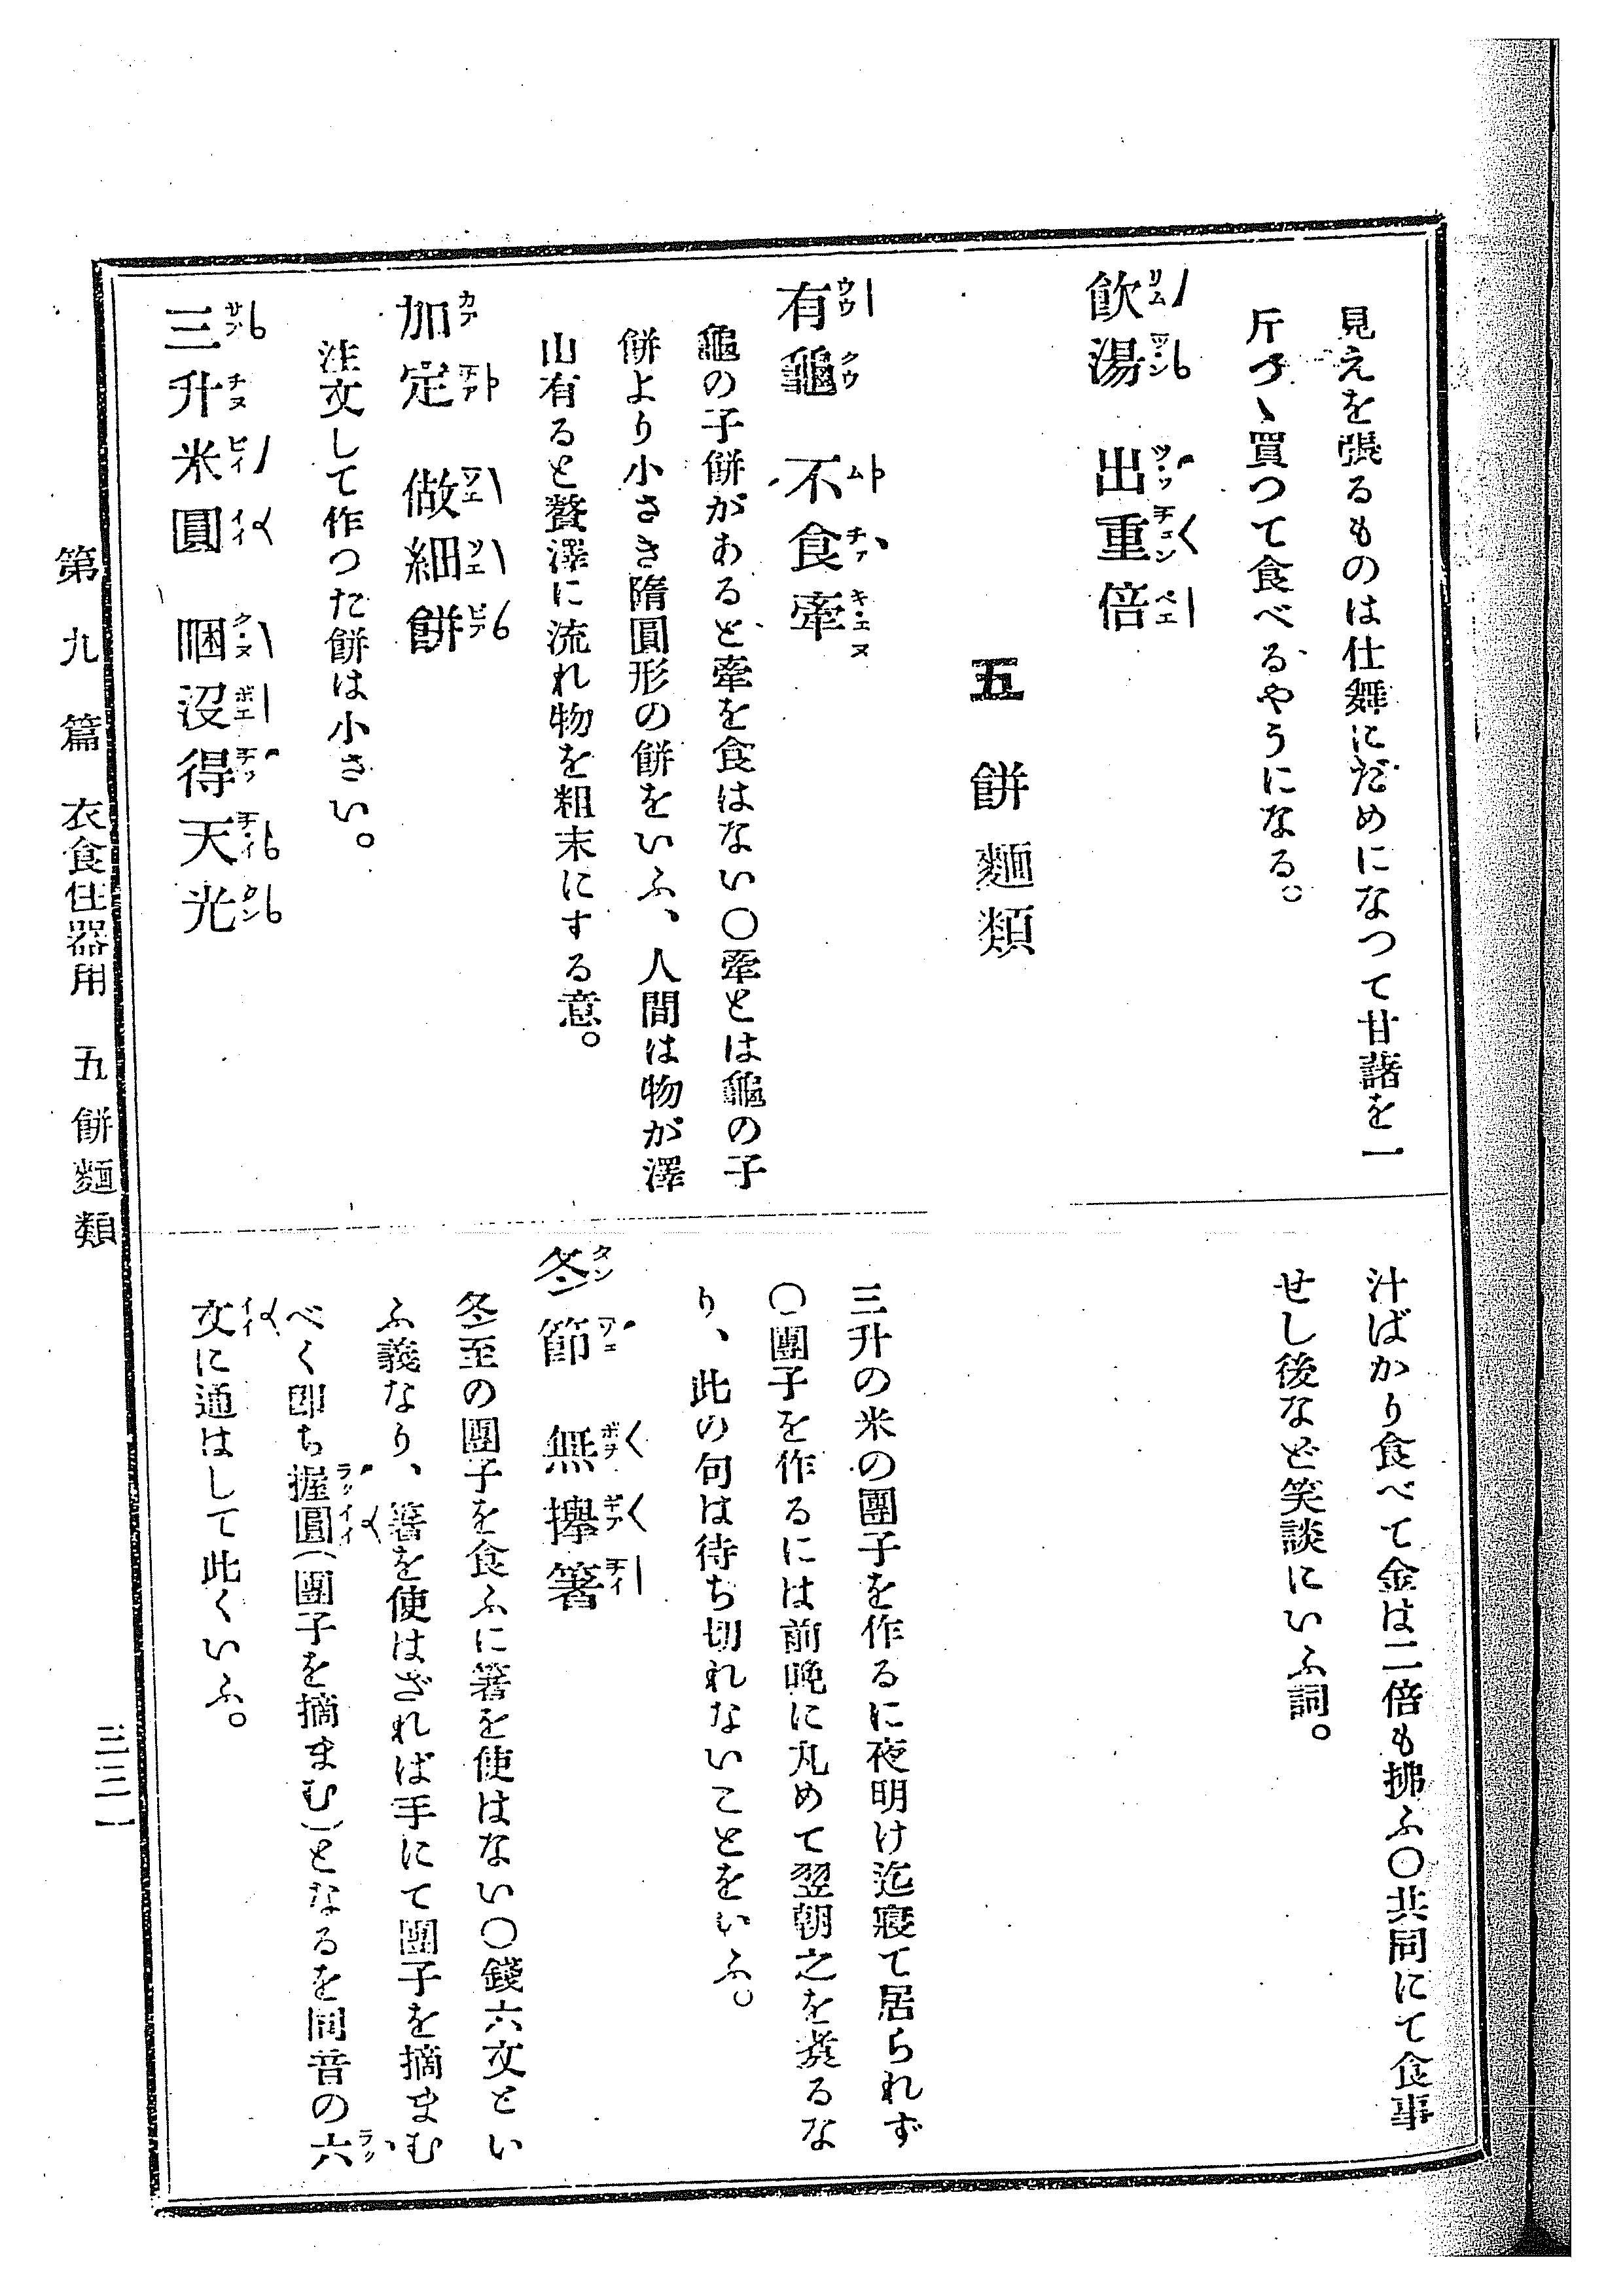 見えを張るものは仕舞にだめになつて甘藷を一
斤づゝ買つて食べるやうになる。
飮湯 出重倍
五 餅麵類
有龜 不食牽
龜の子餅があると牽を食はない〇牽とは龜の子
餅より小さき隋圓形の餅をいふ、人間は物が澤
山有ると贅澤に流れ物を粗末にする意。
加定 做細餅
注文して作つた餅は小さい。
三升米圓 睏沒得天光
汁ばかり食べて金は二倍も拂ふ〇共同にて食事
せし後など笑談にいふ詞。
三升の米の團子を作るに夜明け迄寢て居られず
〇團子を作るには前晚に丸めて翌朝之を煑るな
り、此の句は待ち切れないことをいふ。
冬節 無攑箸
冬至の團子を食ふに箸を使はない〇錢六文とい
ふ義なり、箸を使はざれば手にて團子を摘まむ
べく卽ち握圓(團子を摘まむ)となるを同音の六
文に通はして此くいふ。
第九篇 衣食住器用 五 餅麵類
三三一